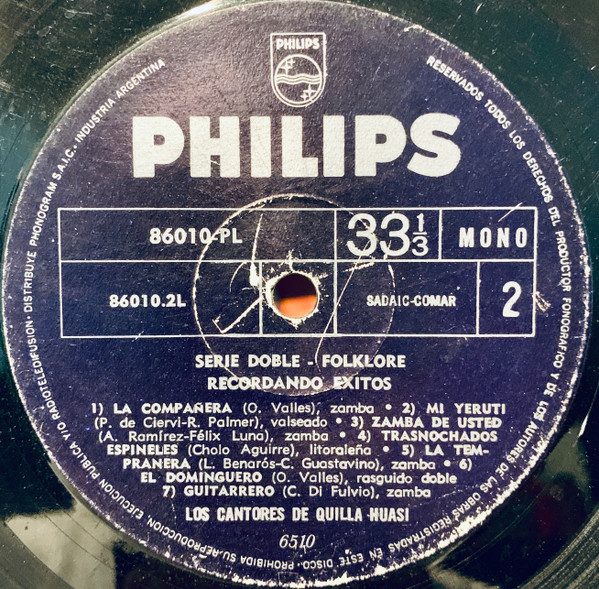 PHILIPS
PHILIPS
86010-PL
33 1/3
MONO
86010.2L
SADAIC-COMAR
2
SERIE DOBLE - FOLKLORE
RECORDANDO EXITOS
1) LA COMPAÑERA (O. Valles), zamba • 2) MI YERUTI
(P. de Ciervi-R. Palmer), valseado • 3) ZAMBA DE USTED
(A. Ramírez-Félix Luna), zamba • 4) TRASNOCHADOS
ESPINELES (Cholo Aguirre), litoraleña • 5) LA TEM-
PRANERA (L. Benarós-C. Guastavino), zamba • 6)
EL DOMINGUERO (O. Valles), rasguido doble
7) GUITARRERO (C. Di Fulvio), zamba
LOS CANTORES DE QUILLA HUASI
6510
RESERVADOS TODOS LOS DERECHOS DEL PRODUCTOR FONOGRAFICO Y DE LOS AUTORES DE LAS OBRAS REGISTRADAS EN ESTE DISCO. PROHIBIDA SU REPRODUCCION, EJECUCION PUBLICA Y/O RADIOTELEDIFUSION • DISTRIBUYE PHONOGRAM S.A.I.C. • INDUSTRIA ARGENTINA